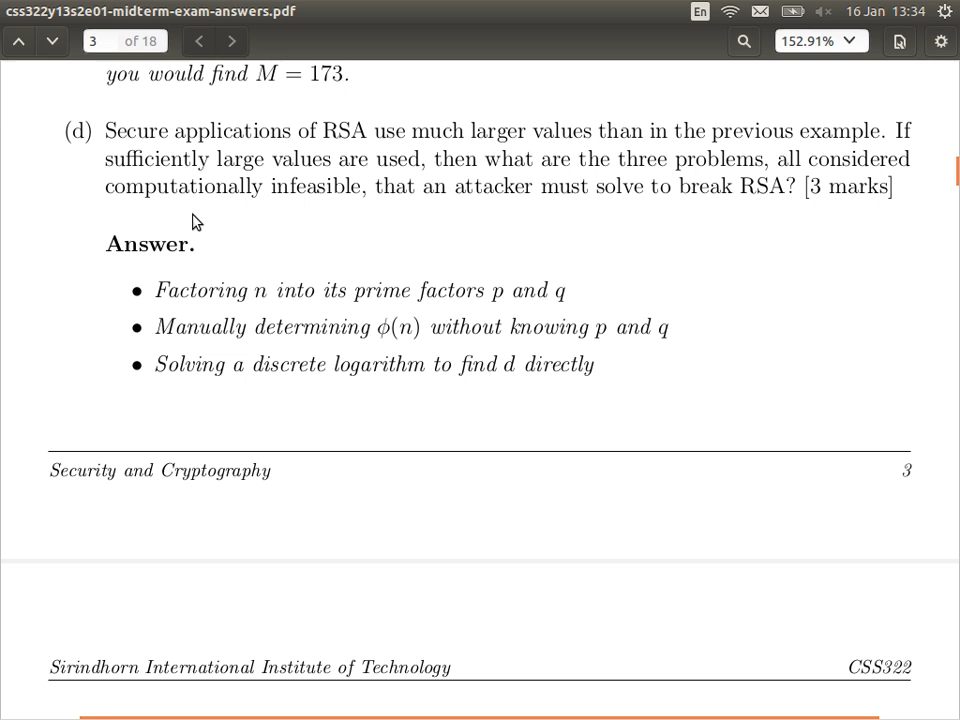 css322y13s2e01-midterm-exam-answers.pdf
En
16 Jan 13:34
3 of 18
152.91%
you would find M = 173.
(d) Secure applications of RSA use much larger values than in the previous example. If
sufficiently large values are used, then what are the three problems, all considered
computationally infeasible, that an attacker must solve to break RSA? [3 marks]
Answer.
• Factoring n into its prime factors p and q
• Manually determining ϕ(n) without knowing p and q
• Solving a discrete logarithm to find d directly
Security and Cryptography 3
Sirindhorn International Institute of Technology CSS322